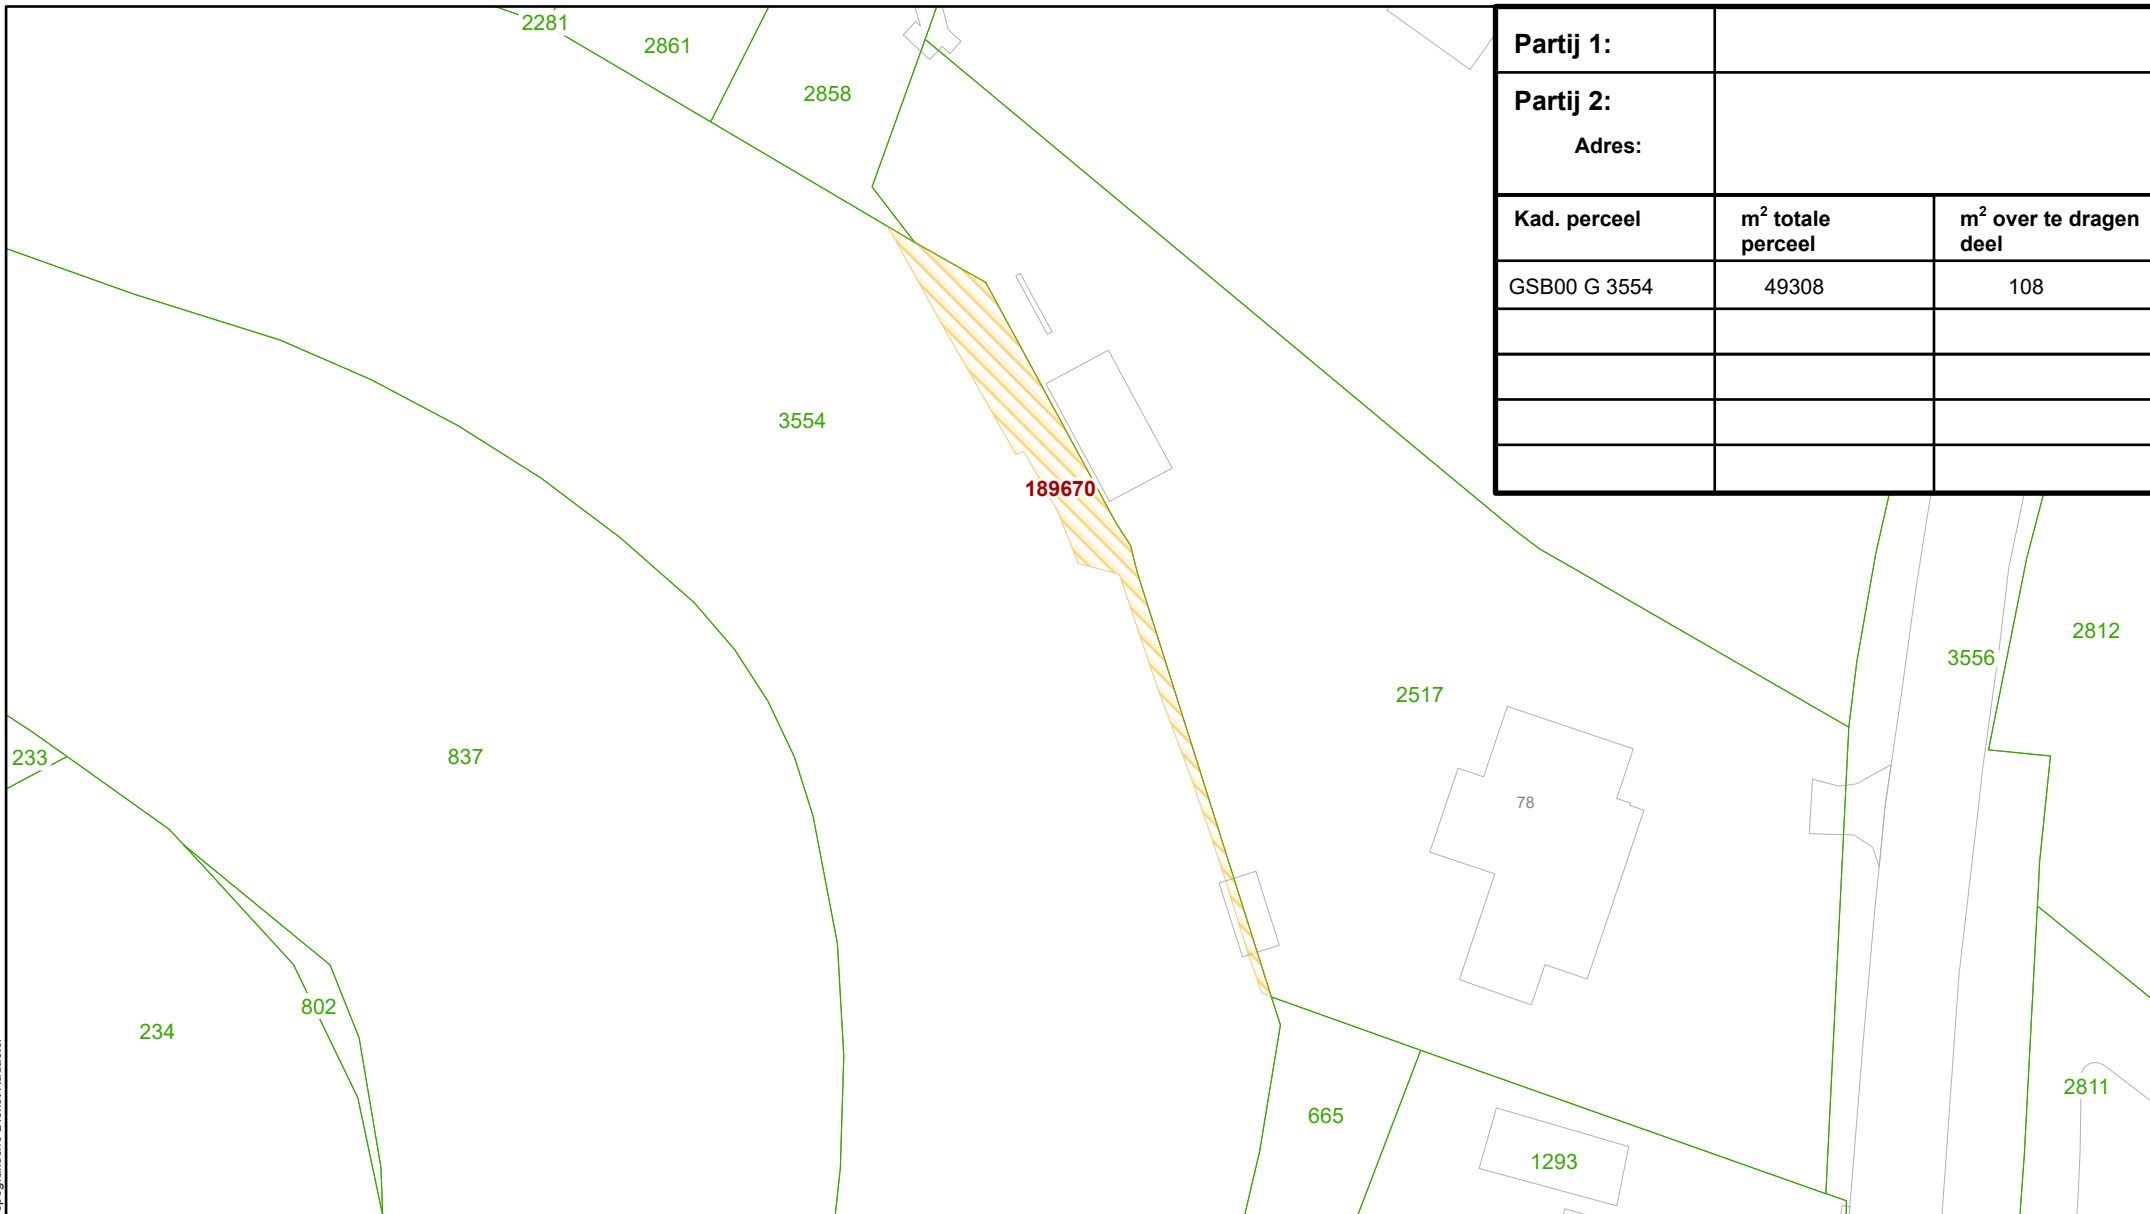 Partij 1:
Partij 2:
Adres:
Kad. perceel
m² totale
perceel
m² over te dragen
deel
GSB00 G 3554
49308
108
2281
2861
2858
3554
189670
2812
3556
2517
233
837
78
802
234
2811
665
1293